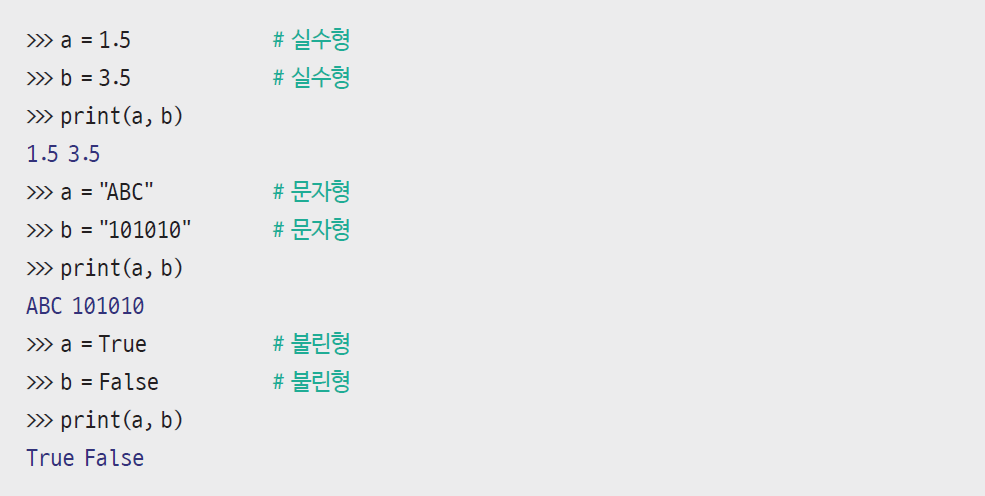 >>> a = 1.5 # 실수형
>>> b = 3.5 # 실수형
>>> print(a, b)
1.5 3.5
>>> a = "ABC" # 문자형
>>> b = "101010" # 문자형
>>> print(a, b)
ABC 101010
>>> a = True # 불린형
>>> b = False # 불린형
>>> print(a, b)
True False